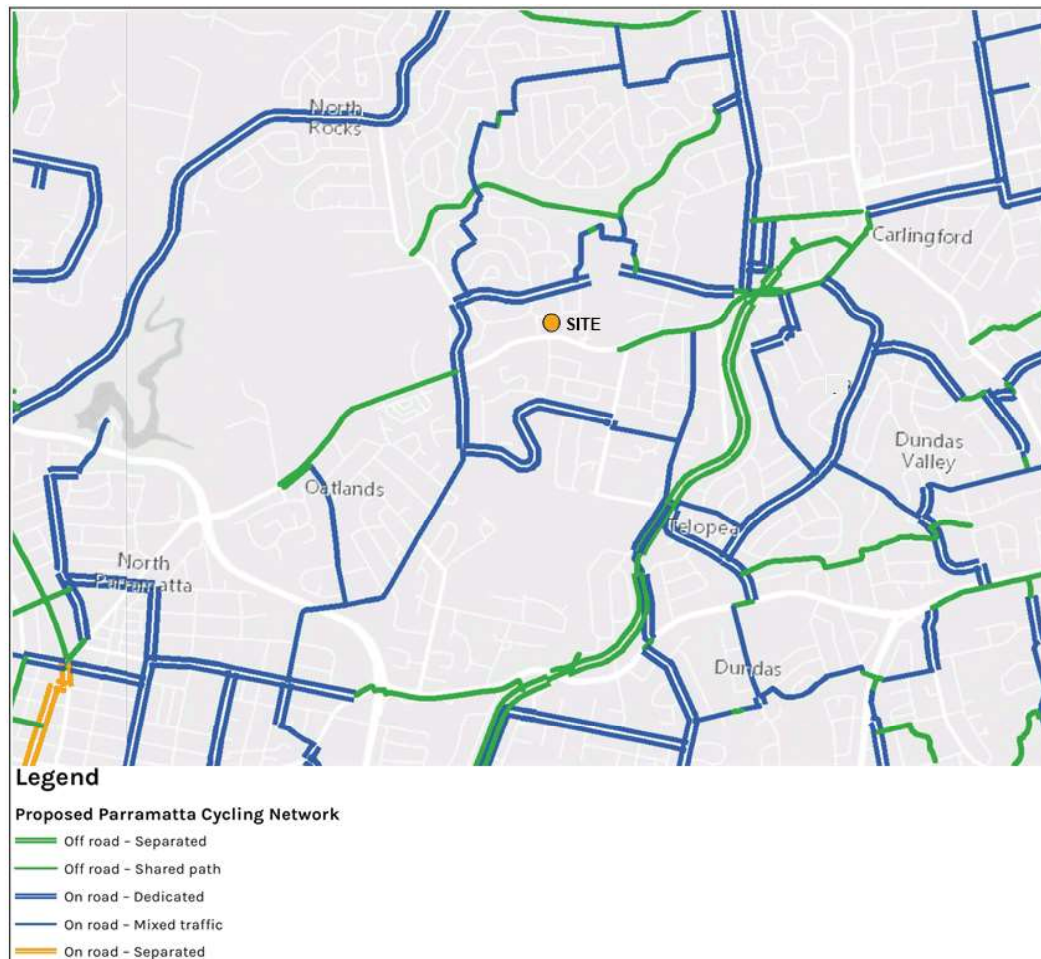 North
Rocks
Carlingford
SITE
Dundas
Valley
Oatlands
Telopea
North
Parramatta
Dundas
Legend
Proposed Parramatta Cycling Network
Off road – Separated
Off road – Shared path
On road – Dedicated
On road – Mixed traffic
On road – Separated